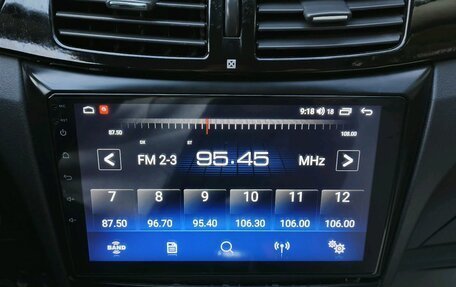 9:18 18
87.50 108.00
DX ST
FM 2-3 95.45 MHz
7 8 9 10 11 12
87.50 96.70 95.40 106.30 106.00 106.00
BAND